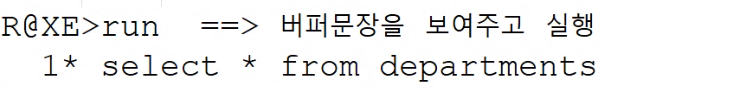 R@XE>run ==> 버퍼문장을 보여주고 실행
1* select * from departments